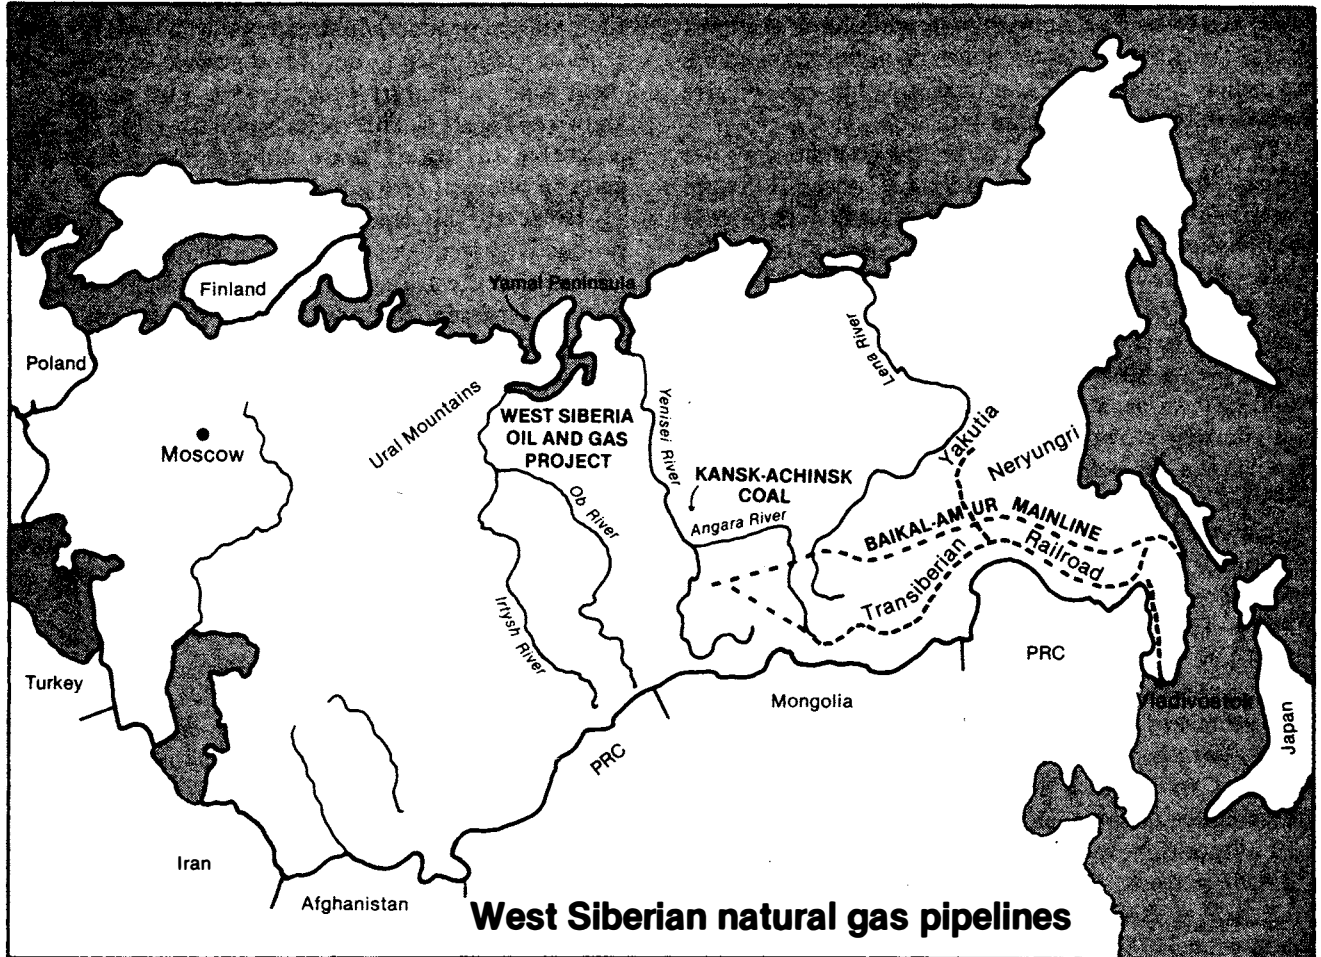 Yamal Peninsula
Finland
Poland
Lena River
Ural Mountains
Yenisei River
WEST SIBERIA
OIL AND GAS
PROJECT
Moscow
Yakutia
Neryungri
KANSK-ACHINSK
COAL
Ob River
Angara River
BAIKAL-AMUR MAINLINE
Transiberian Railroad
Irtysh River
PRC
Turkey
Mongolia
Vladivostok
Japan
PRC
Iran
Afghanistan
West Siberian natural gas pipelines